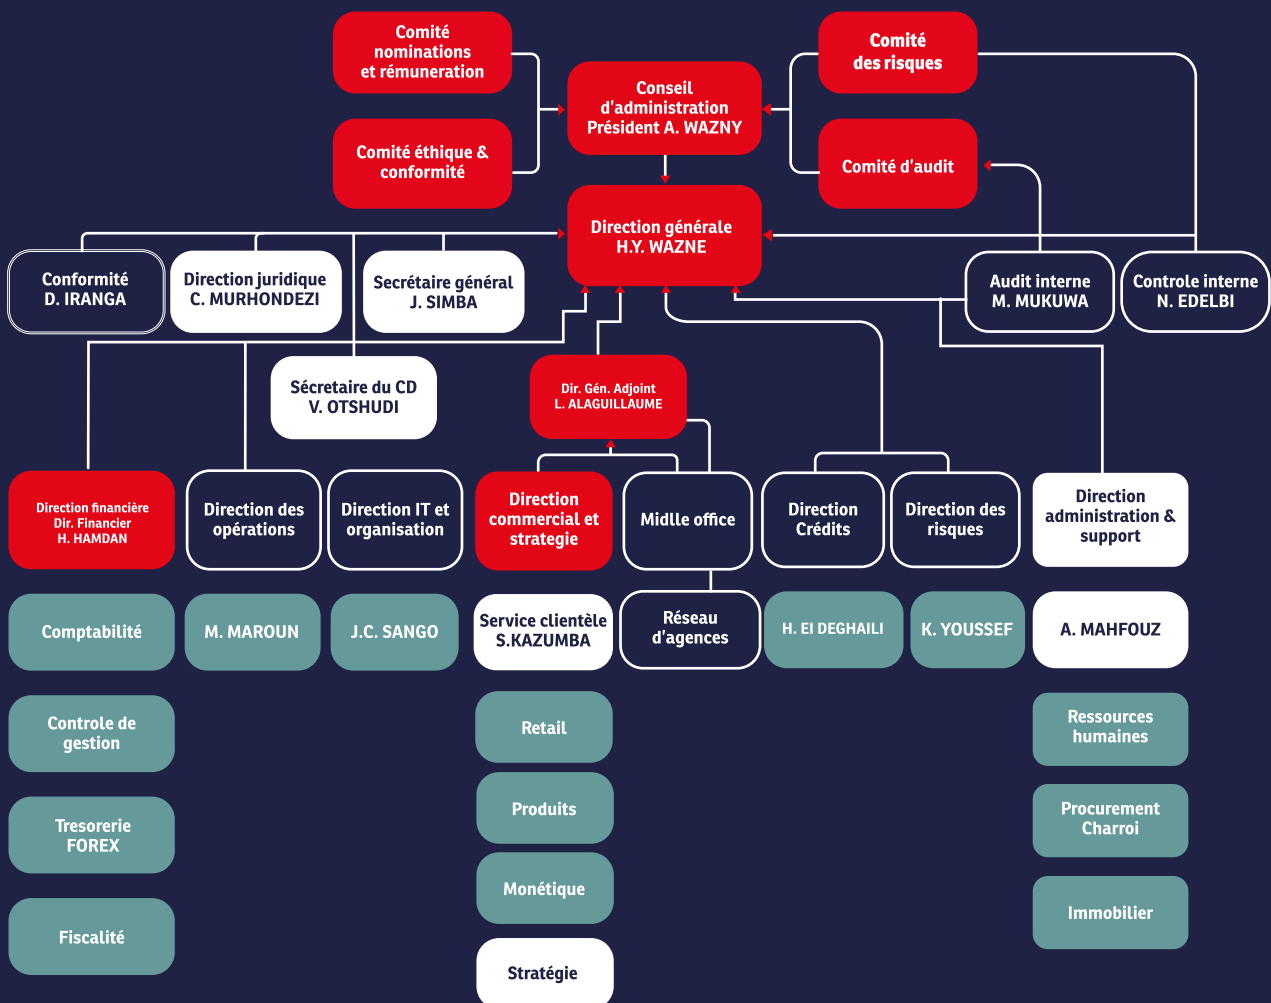 Comité
nominations
et rémuneration
Comité
des risques
Conseil
d'administration
Président A. WAZNY
Comité éthique &
conformité
Comité d'audit
Direction générale
H.Y. WAZNE
Conformité
D. IRANGA
Direction juridique
C. MURHONDEZI
Secrétaire général
J. SIMBA
Audit interne
M. MUKUWA
Controle interne
N. EDELBI
Sécretaire du CD
V. OTSHUDI
Dir. Gén. Adjoint
L. ALAGUILLAUME
Direction financière
Dir. Financier
H. HAMDAN
Direction des
opérations
Direction IT et
organisation
Direction
commercial et
strategie
Midlle office
Direction
Crédits
Direction des
risques
Direction
administration &
support
Comptabilité
M. MAROUN
J.C. SANGO
Service clientèle
S.KAZUMBA
Réseau
d'agences
H. EI DEGHAILI
K. YOUSSEF
A. MAHFOUZ
Controle de
gestion
Retail
Ressources
humaines
Tresorerie
FOREX
Produits
Procurement
Charroi
Monétique
Immobilier
Fiscalité
Stratégie